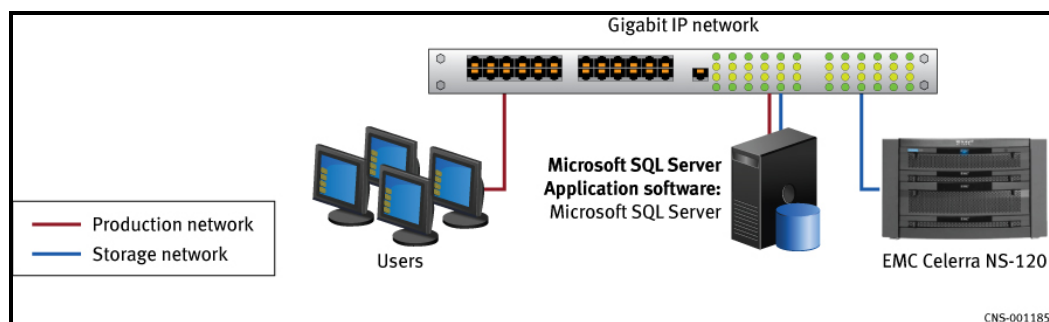 Gigabit IP network
Microsoft SQL Server
Application software:
Microsoft SQL Server
Production network
Storage network
Users
EMC Celerra NS-120
CNS-001185